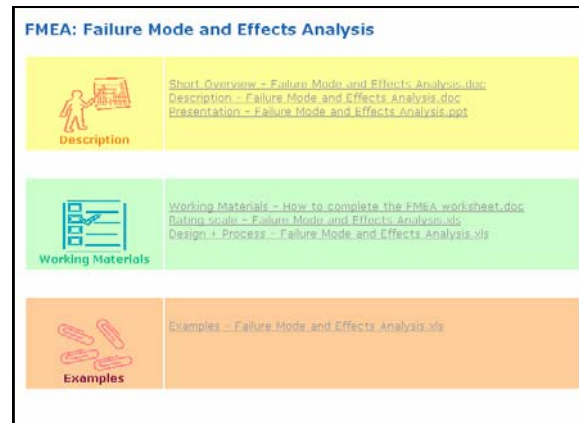 FMEA: Failure Mode and Effects Analysis
Short Overview - Failure Mode and Effects Analysis.doc
Description - Failure Mode and Effects Analysis.doc
Presentation - Failure Mode and Effects Analysis.ppt
Description
Working Materials - How to complete the FMEA worksheet.doc
Rating scale - Failure Mode and Effects Analysis.xls
Design + Process - Failure Mode and Effects Analysis.xls
Working Materials
Examples - Failure Mode and Effects Analysis.xls
Examples